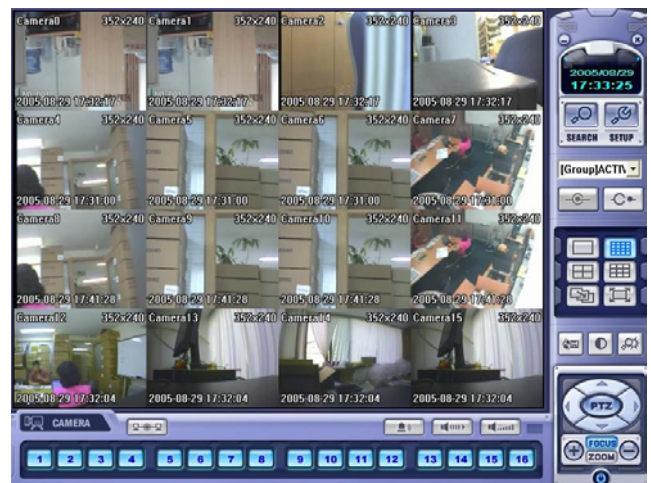 Camera0 352x240 Camera1 352x240 Camera2 352x240 Camera3 352x240
2005-08-29 17:32:17 2005-08-29 17:32:17 2005-08-29 17:32:17 2005-08-29 17:32:17
Camera4 352x240 Camera5 352x240 Camera6 352x240 Camera7 352x240
2005-08-29 17:31:00 2005-08-29 17:31:00 2005-08-29 17:31:00 2005-08-29 17:31:00
Camera8 352x240 Camera9 352x240 Camera10 352x240 Camera11 352x240
2005-08-29 17:41:28 2005-08-29 17:41:28 2005-08-29 17:41:28 2005-08-29 17:41:28
Camera12 352x240 Camera13 352x240 Camera14 352x240 Camera15 352x240
2005-08-29 17:32:04 2005-08-29 17:32:04 2005-08-29 17:32:04 2005-08-29 17:32:04
2005/08/29
17:33:25
SEARCH SETUP
[Group]ACTIV
PTZ
FOCUS
ZOOM
CAMERA
1 2 3 4 5 6 7 8 9 10 11 12 13 14 15 16